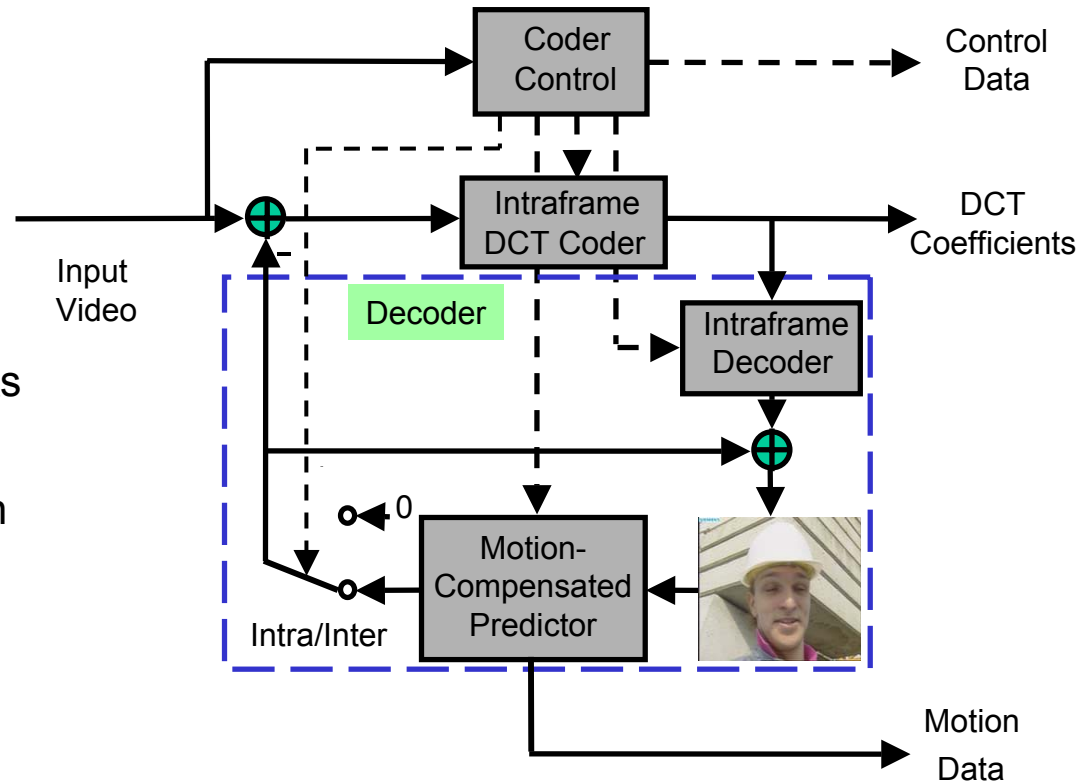 Coder
Control
Control
Data
Intraframe
DCT Coder
DCT
Coefficients
-
Input
Video
Decoder
Intraframe
Decoder
s
n
0
Motion-
Compensated
Predictor
Intra/Inter
Motion
Data